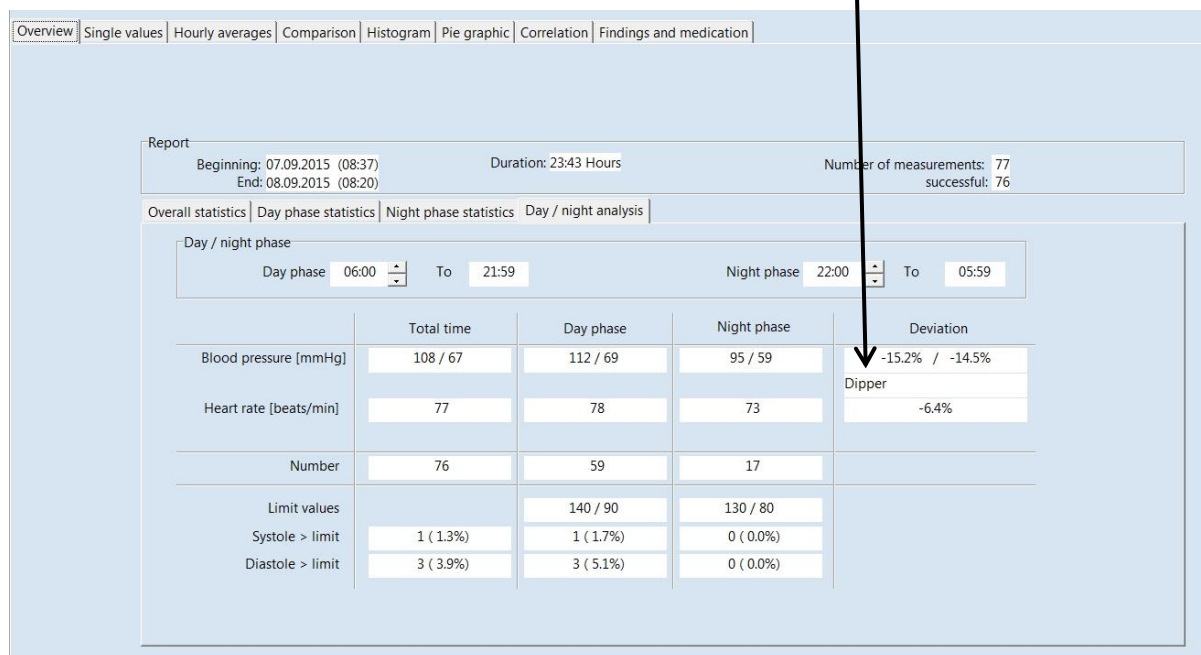 Overview Single values Hourly averages Comparison Histogram Pie graphic Correlation Findings and medication
Report
Beginning: 07.09.2015 (08:37) Duration: 23:43 Hours Number of measurements: 77
End: 08.09.2015 (08:20) successful: 76
Overall statistics Day phase statistics Night phase statistics Day / night analysis
Day / night phase
Day phase 06:00 To 21:59 Night phase 22:00 To 05:59
Total time Day phase Night phase Deviation
Blood pressure [mmHg] 108 / 67 112 / 69 95 / 59 -15.2% / -14.5%
Dipper
Heart rate [beats/min] 77 78 73 -6.4%
Number 76 59 17
Limit values 140 / 90 130 / 80
Systole > limit 1 ( 1.3%) 1 ( 1.7%) 0 ( 0.0%)
Diastole > limit 3 ( 3.9%) 3 ( 5.1%) 0 ( 0.0%)